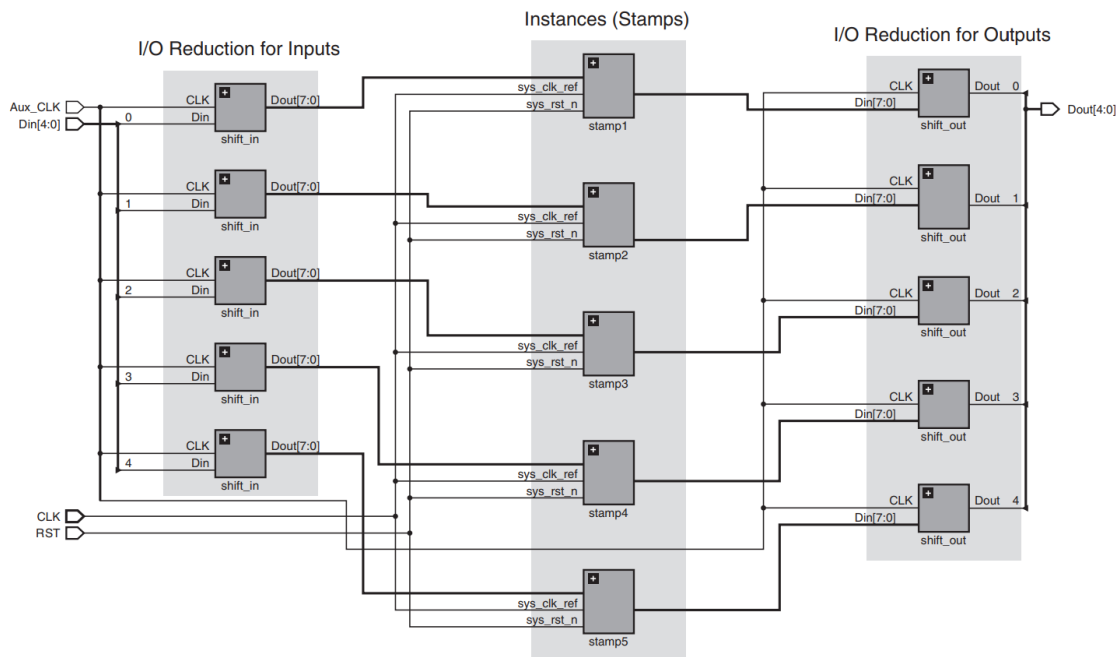 Instances (Stamps)
I/O Reduction for Inputs
I/O Reduction for Outputs
Aux_CLK
Din[4:0]
0
CLK
Din
Dout[7:0]
shift_in
1
CLK
Din
Dout[7:0]
shift_in
2
CLK
Din
Dout[7:0]
shift_in
3
CLK
Din
Dout[7:0]
shift_in
4
CLK
Din
Dout[7:0]
shift_in
CLK
RST
sys_clk_ref
sys_rst_n
stamp1
sys_clk_ref
sys_rst_n
stamp2
sys_clk_ref
sys_rst_n
stamp3
sys_clk_ref
sys_rst_n
stamp4
sys_clk_ref
sys_rst_n
stamp5
CLK
Din[7:0]
Dout 0
shift_out
CLK
Din[7:0]
Dout 1
shift_out
CLK
Din[7:0]
Dout 2
shift_out
CLK
Din[7:0]
Dout 3
shift_out
CLK
Din[7:0]
Dout 4
shift_out
Dout[4:0]